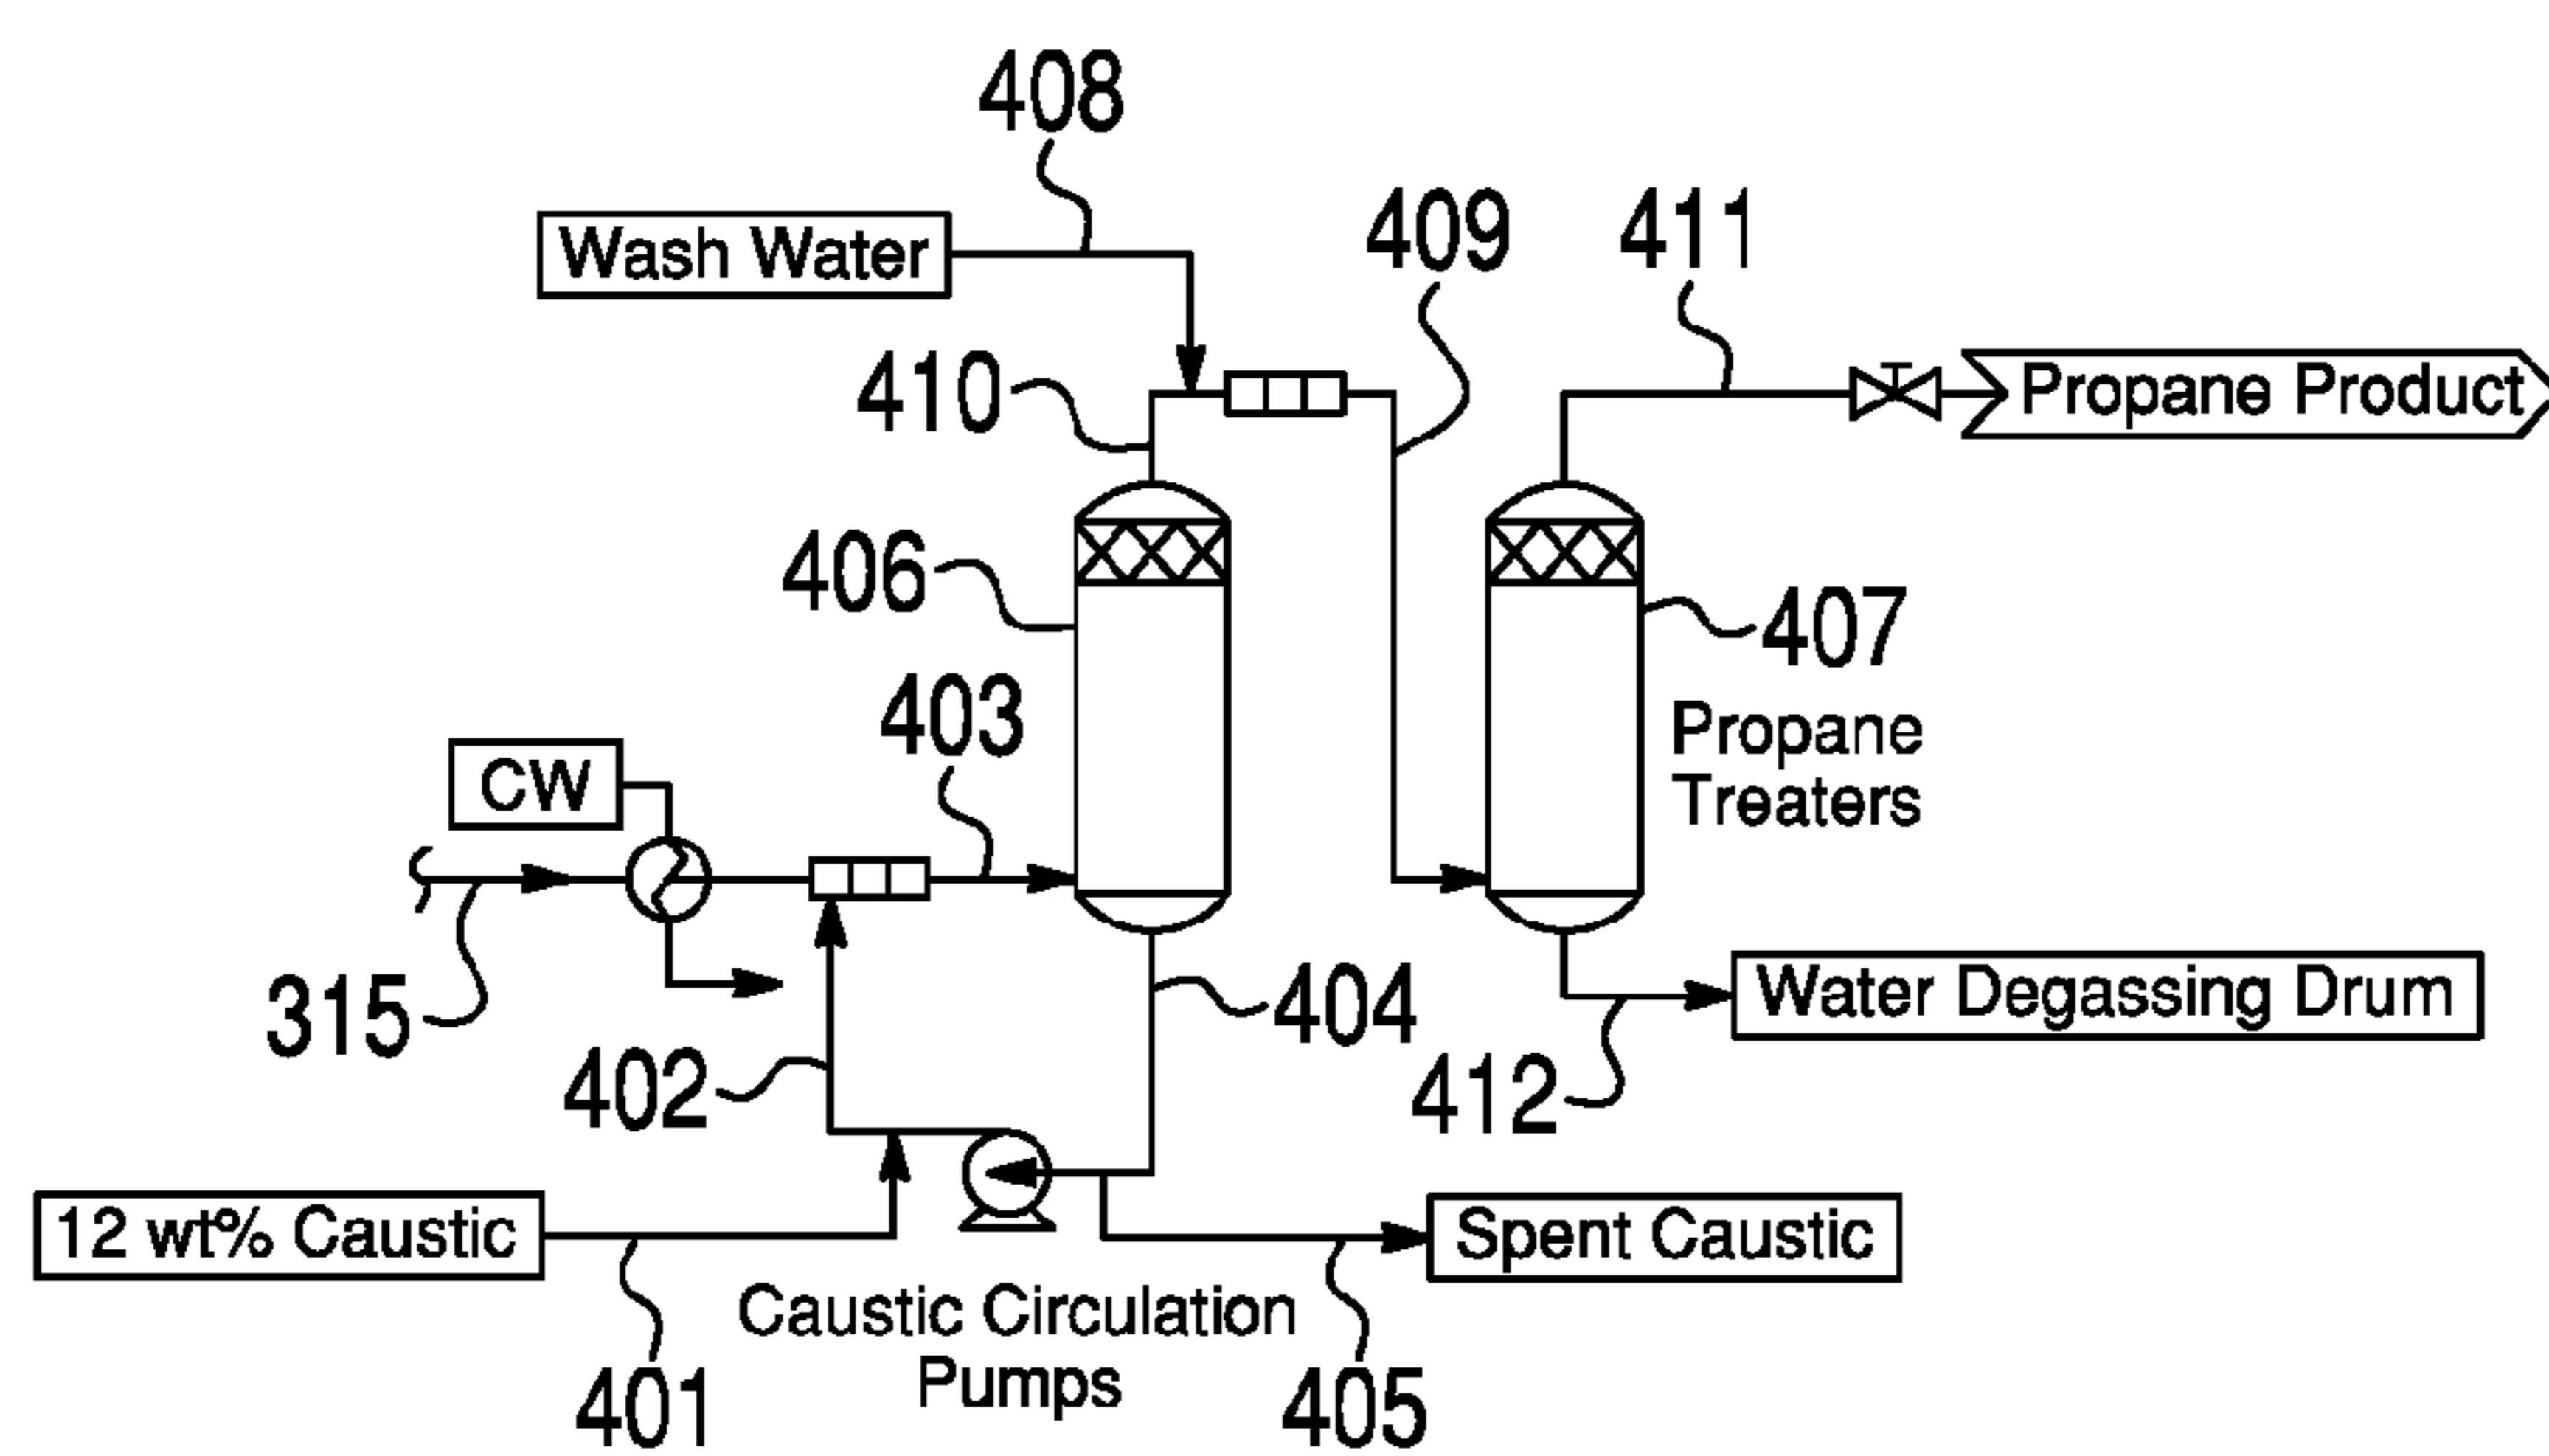 408
Wash Water
409
411
410
Propane Product
406
407
403
Propane
Treaters
CW
315
404
Water Degassing Drum
402
412
12 wt% Caustic
Spent Caustic
Caustic Circulation
Pumps
401
405